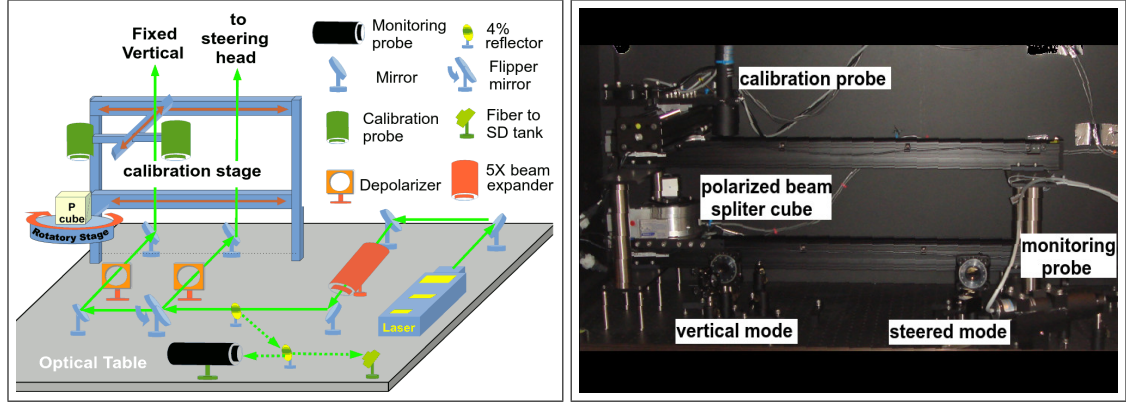 Fixed
Vertical
to
steering
head
Monitoring
probe
4%
reflector
Mirror
Flipper
mirror
Calibration
probe
Fiber to
SD tank
Depolarizer
5X beam
expander
calibration stage
P
cube
Rotatory Stage
Laser
Optical Table
calibration probe
polarized beam
spliter cube
monitoring
probe
vertical mode
steered mode